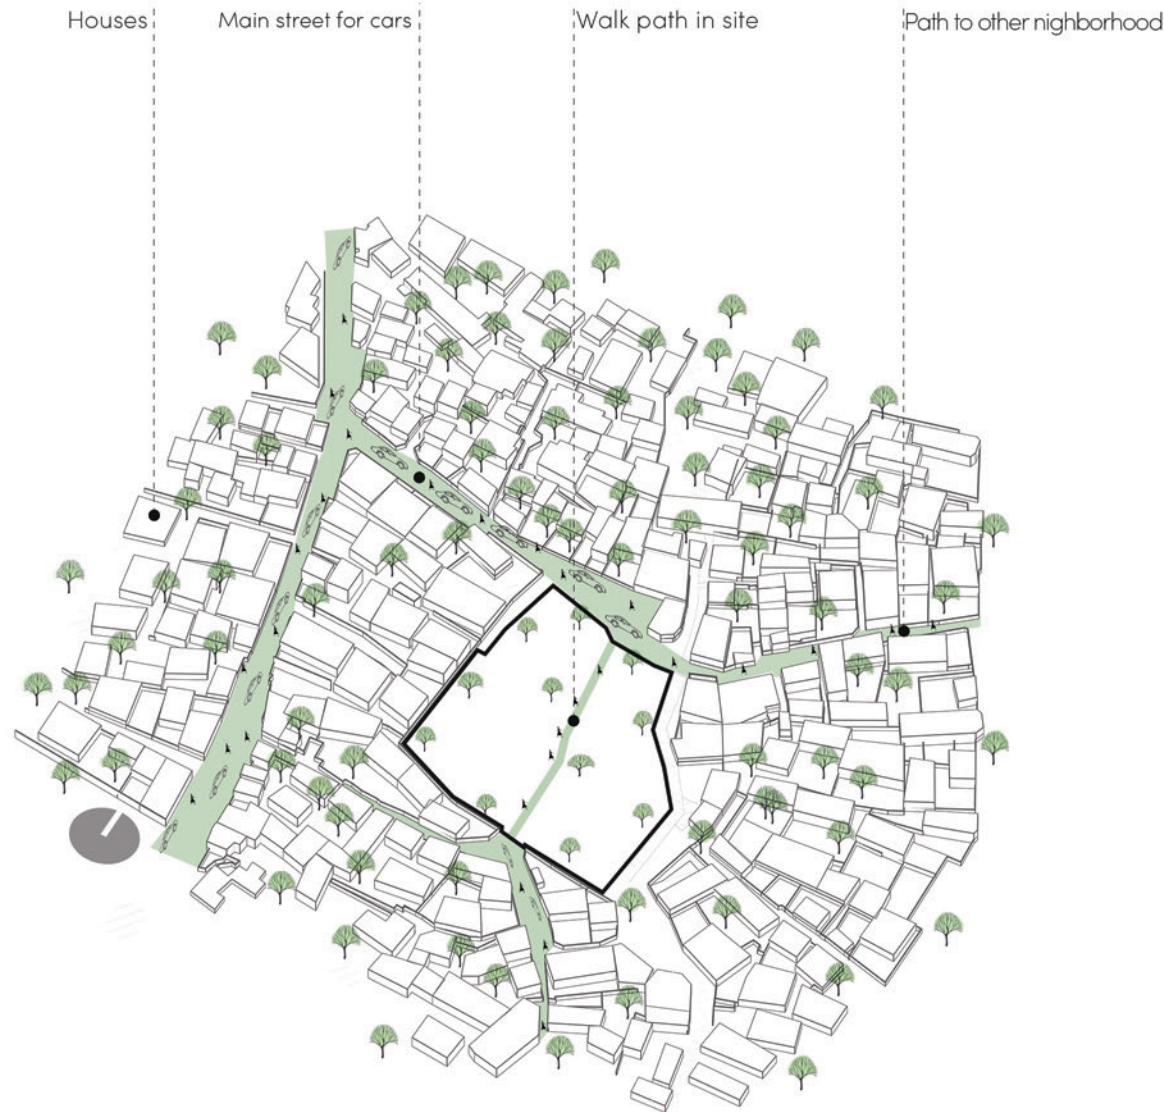 Houses
Main street for cars
Walk path in site
Path to other nighborhood